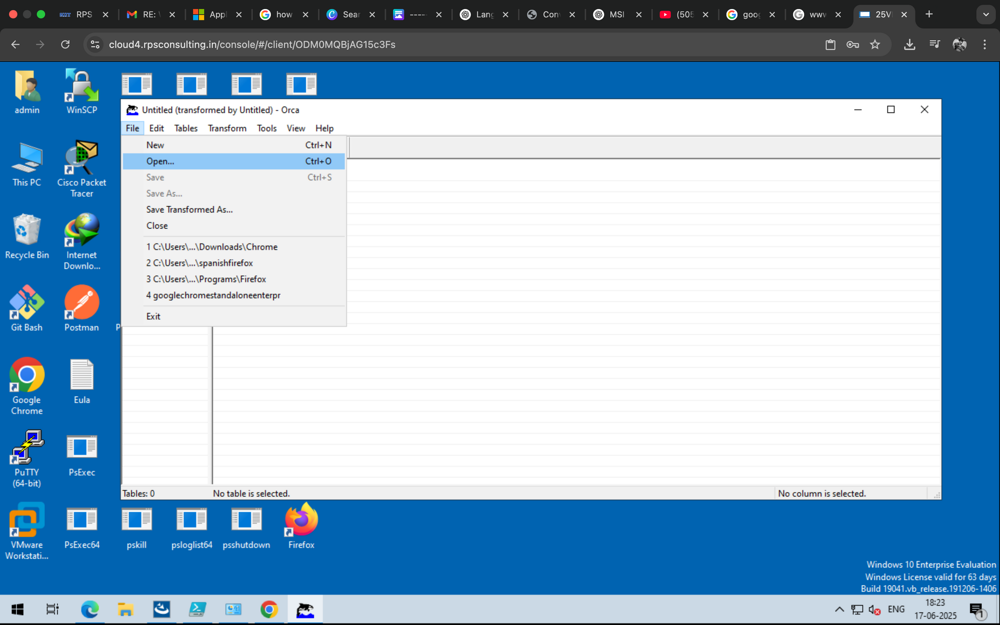 RPS
RE: \
Appl
how
Sear
----
Lang
Con
MSI
(505
goog
www
25V
cloud4.rpsconsulting.in/console/#/client/ODM0MQBjAG15c3Fs
admin
WinSCP
Untitled (transformed by Untitled) - Orca
File Edit Tables Transform Tools View Help
New Ctrl+N
Open... Ctrl+O
Save Ctrl+S
Save As...
Save Transformed As...
Close
1 C:\Users\...\Downloads\Chrome
2 C:\Users\...\spanishfirefox
3 C:\Users\...\Programs\Firefox
4 googlechromestandaloneenterpr
Exit
This PC
Cisco Packet
Tracer
Recycle Bin
Internet
Downlo...
Git Bash
Postman
P
Google
Chrome
Eula
PuTTY
(64-bit)
PsExec
Tables: 0 No table is selected. No column is selected.
VMware
Workstati...
PsExec64
pskill
psloglist64
psshutdown
Firefox
Windows 10 Enterprise Evaluation
Windows License valid for 63 days
Build 19041.vb_release.191206-1406
ENG
18:23
17-06-2025
1